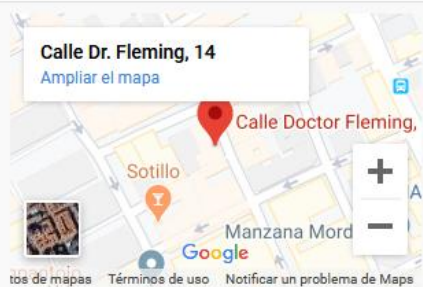 Calle Dr. Fleming, 14
Ampliar el mapa
Calle Doctor Fleming,
Sotillo
A
Manzana Mord
Google
tos de mapas Términos de uso Notificar un problema de Maps